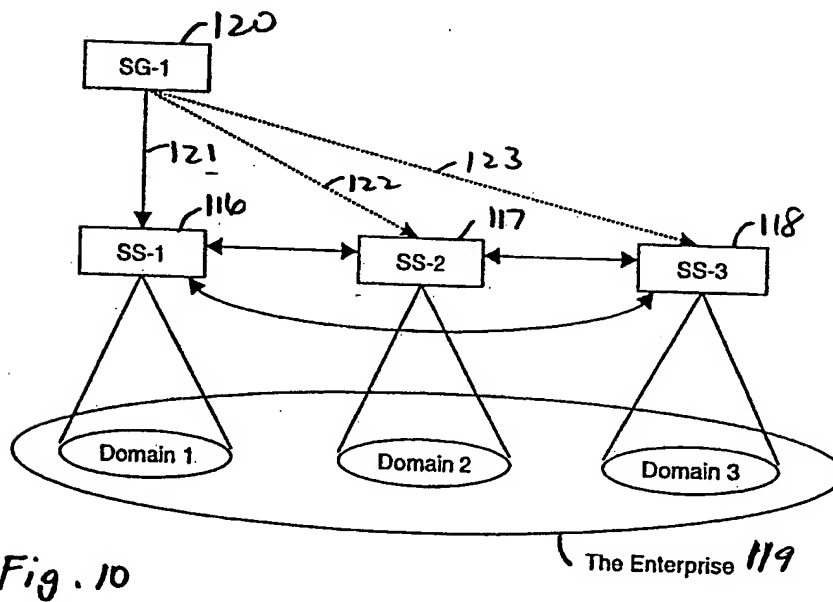 120
SG-1
121
122
123
116
117
118
SS-1
SS-2
SS-3
Domain 1
Domain 2
Domain 3
Fig. 10
The Enterprise 119